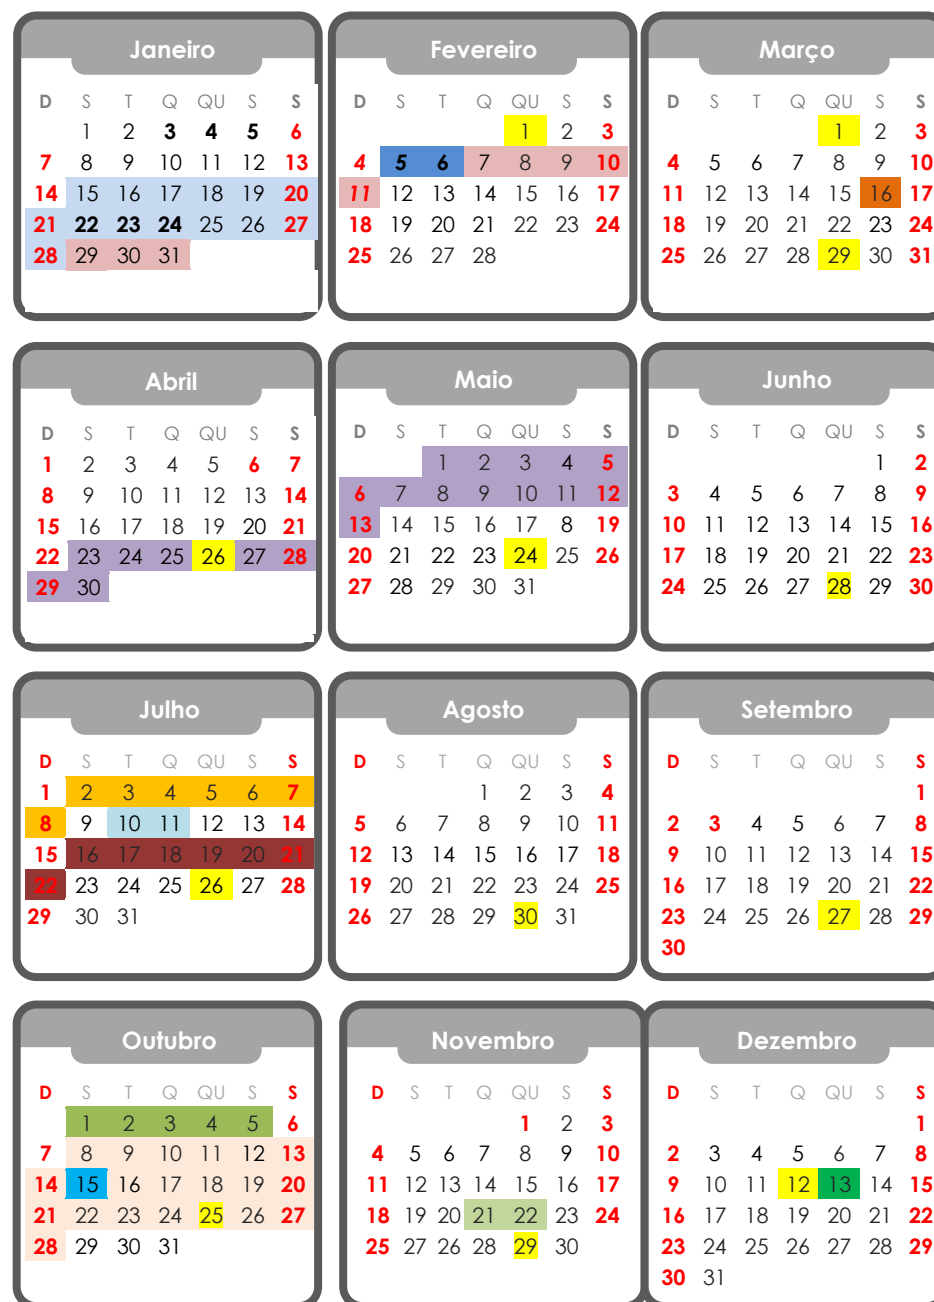 Janeiro
D S T Q QU S S
1 2 3 4 5 6
7 8 9 10 11 12 13
14 15 16 17 18 19 20
21 22 23 24 25 26 27
28 29 30 31
Fevereiro
D S T Q QU S S
1 2 3
4 5 6 7 8 9 10
11 12 13 14 15 16 17
18 19 20 21 22 23 24
25 26 27 28
Março
D S T Q QU S S
1 2 3
4 5 6 7 8 9 10
11 12 13 14 15 16 17
18 19 20 21 22 23 24
25 26 27 28 29 30 31
Abril
D S T Q QU S S
1 2 3 4 5 6 7
8 9 10 11 12 13 14
15 16 17 18 19 20 21
22 23 24 25 26 27 28
29 30
Maio
D S T Q QU S S
1 2 3 4 5
6 7 8 9 10 11 12
13 14 15 16 17 8 19
20 21 22 23 24 25 26
27 28 29 30 31
Junho
D S T Q QU S S
1 2
3 4 5 6 7 8 9
10 11 12 13 14 15 16
17 18 19 20 21 22 23
24 25 26 27 28 29 30
Julho
D S T Q QU S S
1 2 3 4 5 6 7
8 9 10 11 12 13 14
15 16 17 18 19 20 21
22 23 24 25 26 27 28
29 30 31
Agosto
D S T Q QU S S
1 2 3 4
5 6 7 8 9 10 11
12 13 14 15 16 17 18
19 20 21 22 23 24 25
26 27 28 29 30 31
Setembro
D S T Q QU S S
1
2 3 4 5 6 7 8
9 10 11 12 13 14 15
16 17 18 19 20 21 22
23 24 25 26 27 28 29
30
Outubro
D S T Q QU S S
1 2 3 4 5 6
7 8 9 10 11 12 13
14 15 16 17 18 19 20
21 22 23 24 25 26 27
28 29 30 31
Novembro
D S T Q QU S S
1 2 3
4 5 6 7 8 9 10
11 12 13 14 15 16 17
18 19 20 21 22 23 24
25 27 26 28 29 30
Dezembro
D S T Q QU S S
1
2 3 4 5 6 7 8
9 10 11 12 13 14 15
16 17 18 19 20 21 22
23 24 25 26 27 28 29
30 31